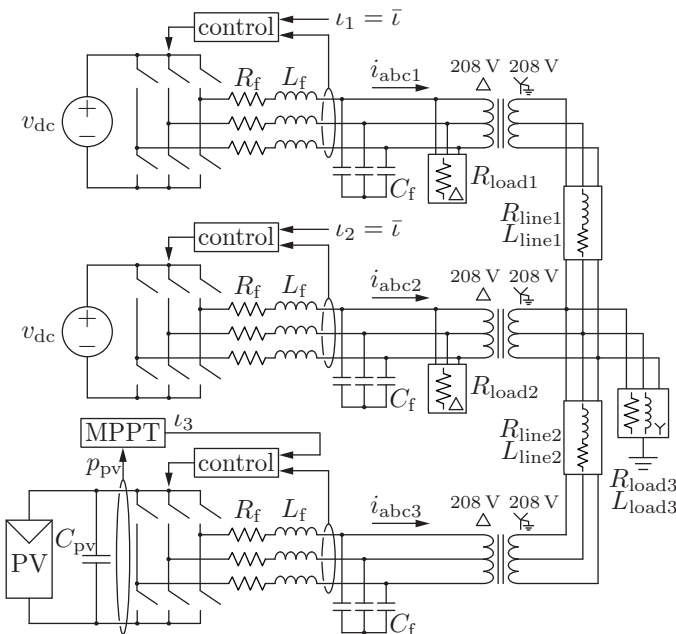 control
ι1 = ῑ
Rf
Lf
iabc1
208 V
208 V
vdc
+
−
Cf
Rload1
Rline1
Lline1
control
ι2 = ῑ
Rf
Lf
iabc2
208 V
208 V
vdc
+
−
Cf
Rload2
MPPT
ι3
control
Rline2
Lline2
ppv
Rf
Lf
iabc3
208 V
208 V
Rload3
Lload3
PV
Cpv
Cf